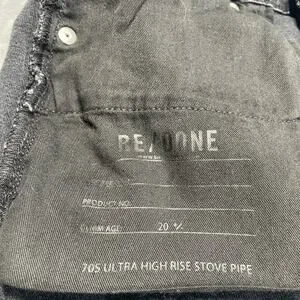 RE/DONE
PRODUCT NO.
DENIM AGE: 20 +/-
70S ULTRA HIGH RISE STOVE PIPE